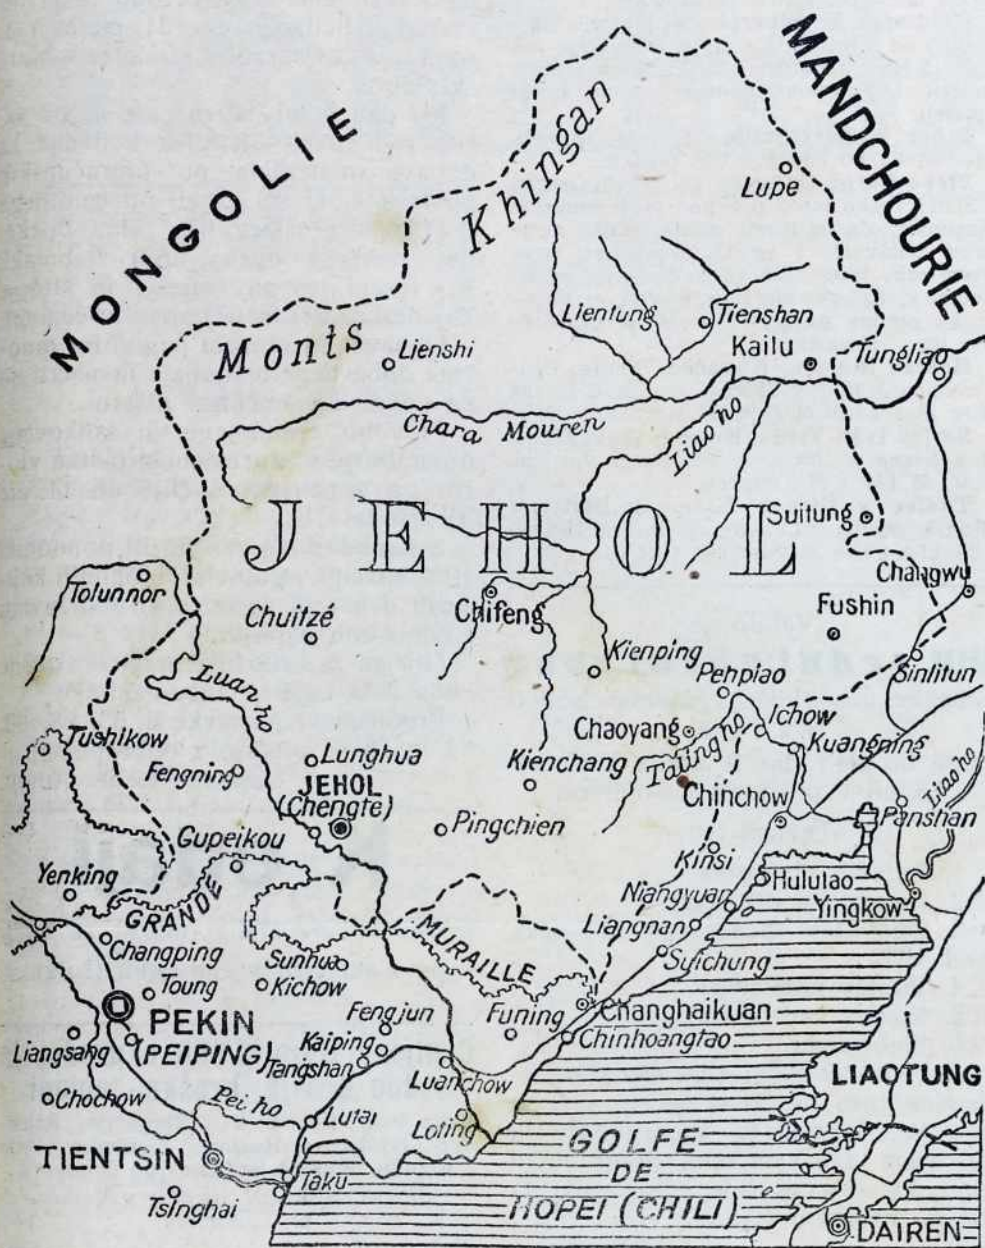 MONGOLIE
MANDCHOURIE
Monts Khingan
Lupe
Lientung
Tienshan
Kailu
Tungliao
Lienshi
Chara Mouren
Liao ho
JEHOL
Suitung
Changwu
Tolunnor
Chuitzé
Chifeng
Fushin
Kienping
Penpiao
Sinlitun
Luan ho
Ichow
Chaoyang
Kuangning
Taling ho
Tushikow
Fengning
Lunghua
Kienchang
Chinchow
Liao ho
JEHOL
(Chengte)
Panshan
Pingchien
Gupeikou
Kinsi
Yenking
Hululao
Niangyuan
Yingkow
GRANDE
MURAILLE
Liangnan
Changping
Sunhua
Suichung
Toung
Kichow
Fengjun
Funing
Changhaikuan
PEKIN
(PEIPING)
Kaiping
Chinhoangtao
Liangsang
Tangshan
Luanchow
LIAOTUNG
Chochow
Pei ho
Lutai
Loting
GOLFE
DE
HOPEI (CHILI)
TIENTSIN
Taku
Tsinghai
DAIREN